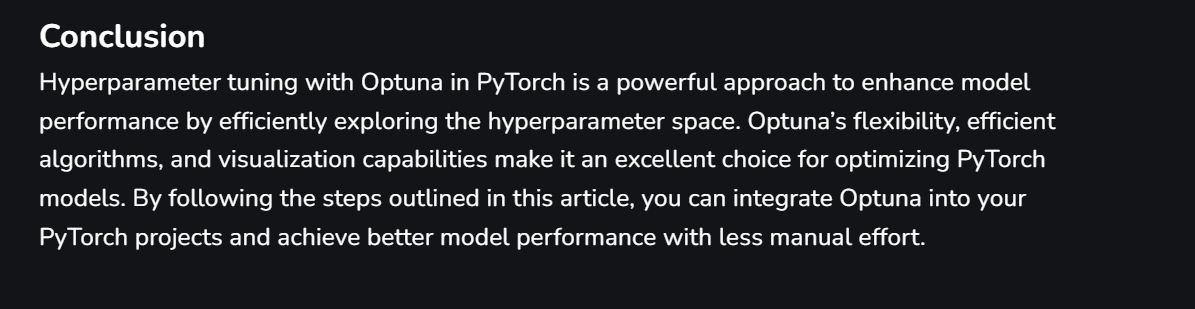 Conclusion
Hyperparameter tuning with Optuna in PyTorch is a powerful approach to enhance model
performance by efficiently exploring the hyperparameter space. Optuna’s flexibility, efficient
algorithms, and visualization capabilities make it an excellent choice for optimizing PyTorch
models. By following the steps outlined in this article, you can integrate Optuna into your
PyTorch projects and achieve better model performance with less manual effort.